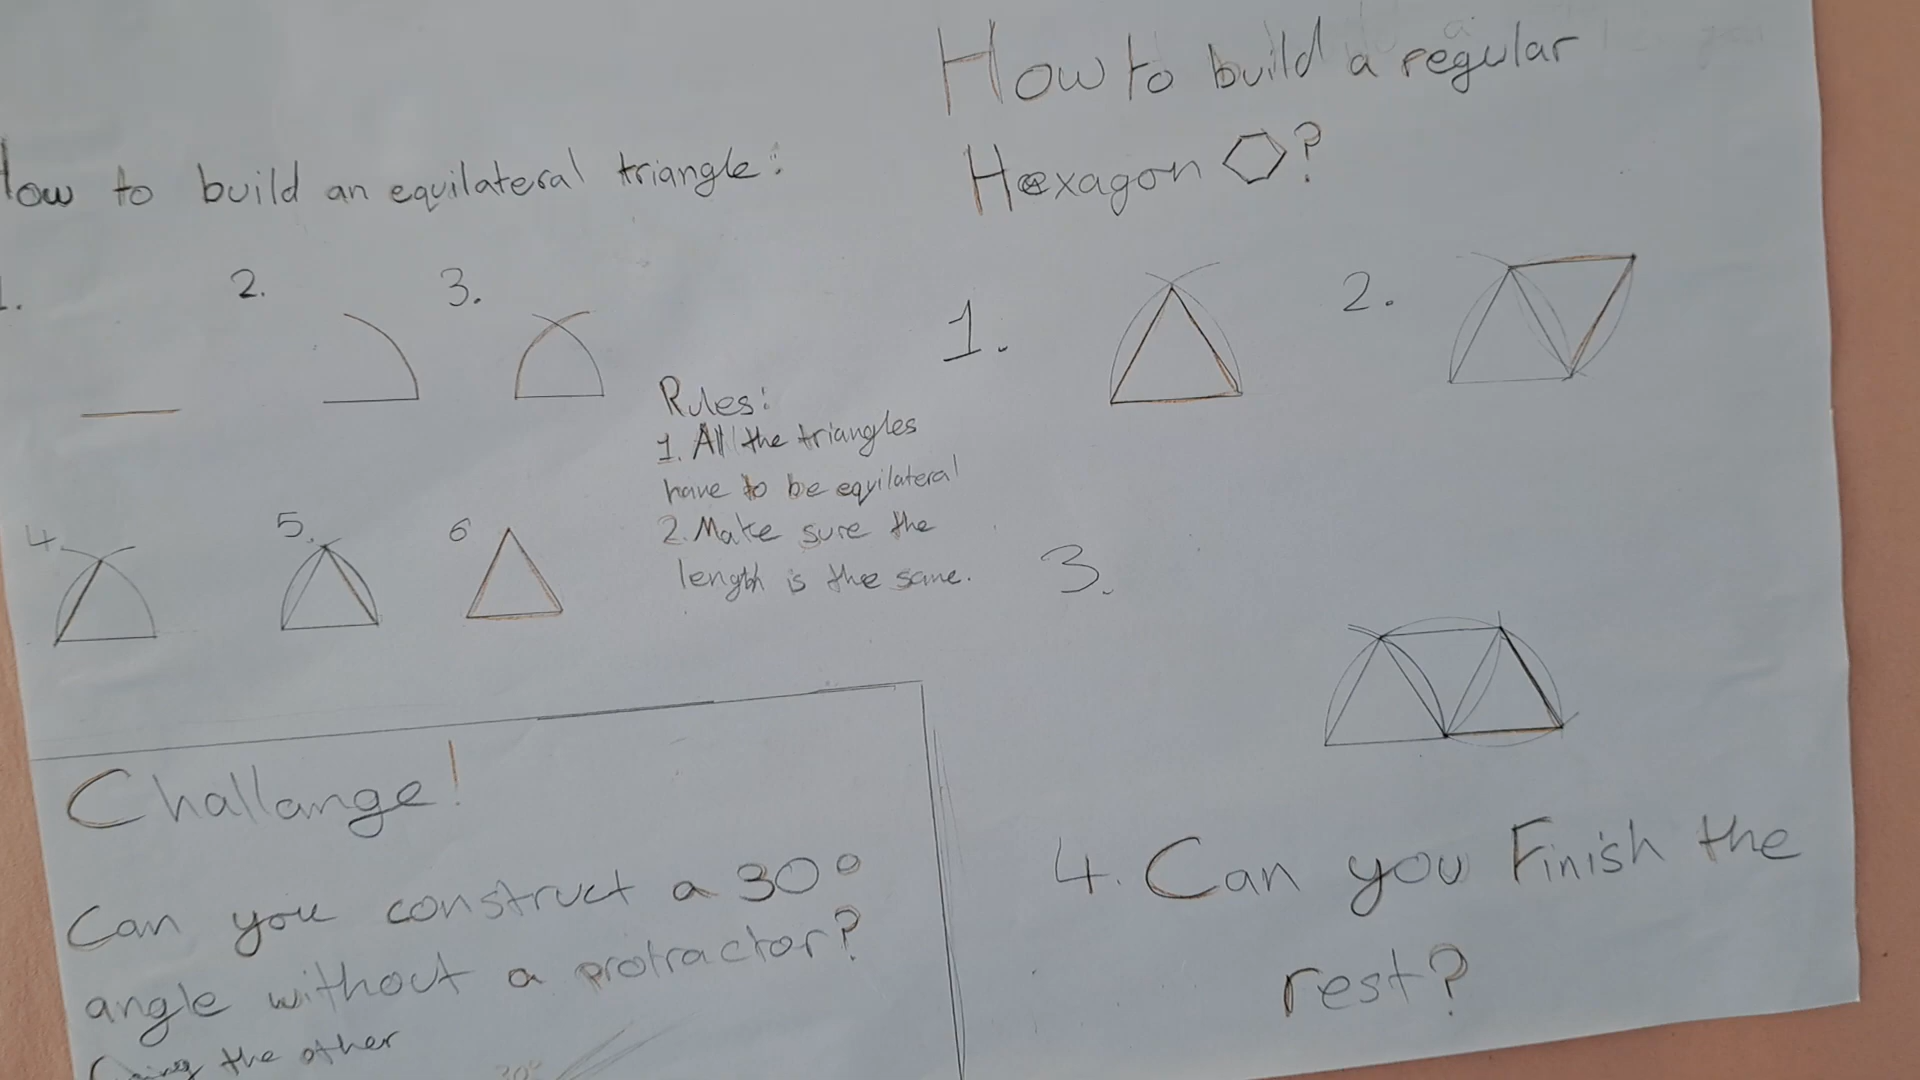 How to build an equilateral triangle:
1.
2.
3.
4.
5.
6
Rules:
1. All the triangles
have to be equilateral
2. Make sure the
length is the same.
Challange!
Can you construct a 30°
angle without a protractor?
the other
30°
How to build a regular
Hexagon ?
1.
2.
3.
4. Can you Finish the
rest?